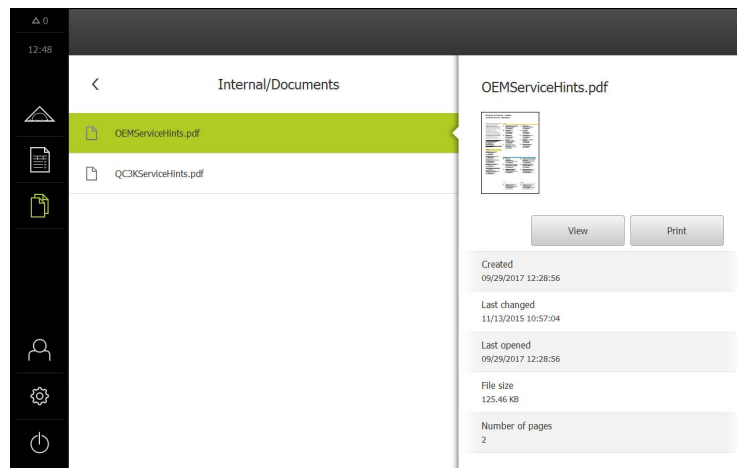 0
12:48
Internal/Documents
OEMServiceHints.pdf
QC3KServiceHints.pdf
OEMServiceHints.pdf
View Print
Created
09/29/2017 12:28:56
Last changed
11/13/2015 10:57:04
Last opened
09/29/2017 12:28:56
File size
125.46 KB
Number of pages
2